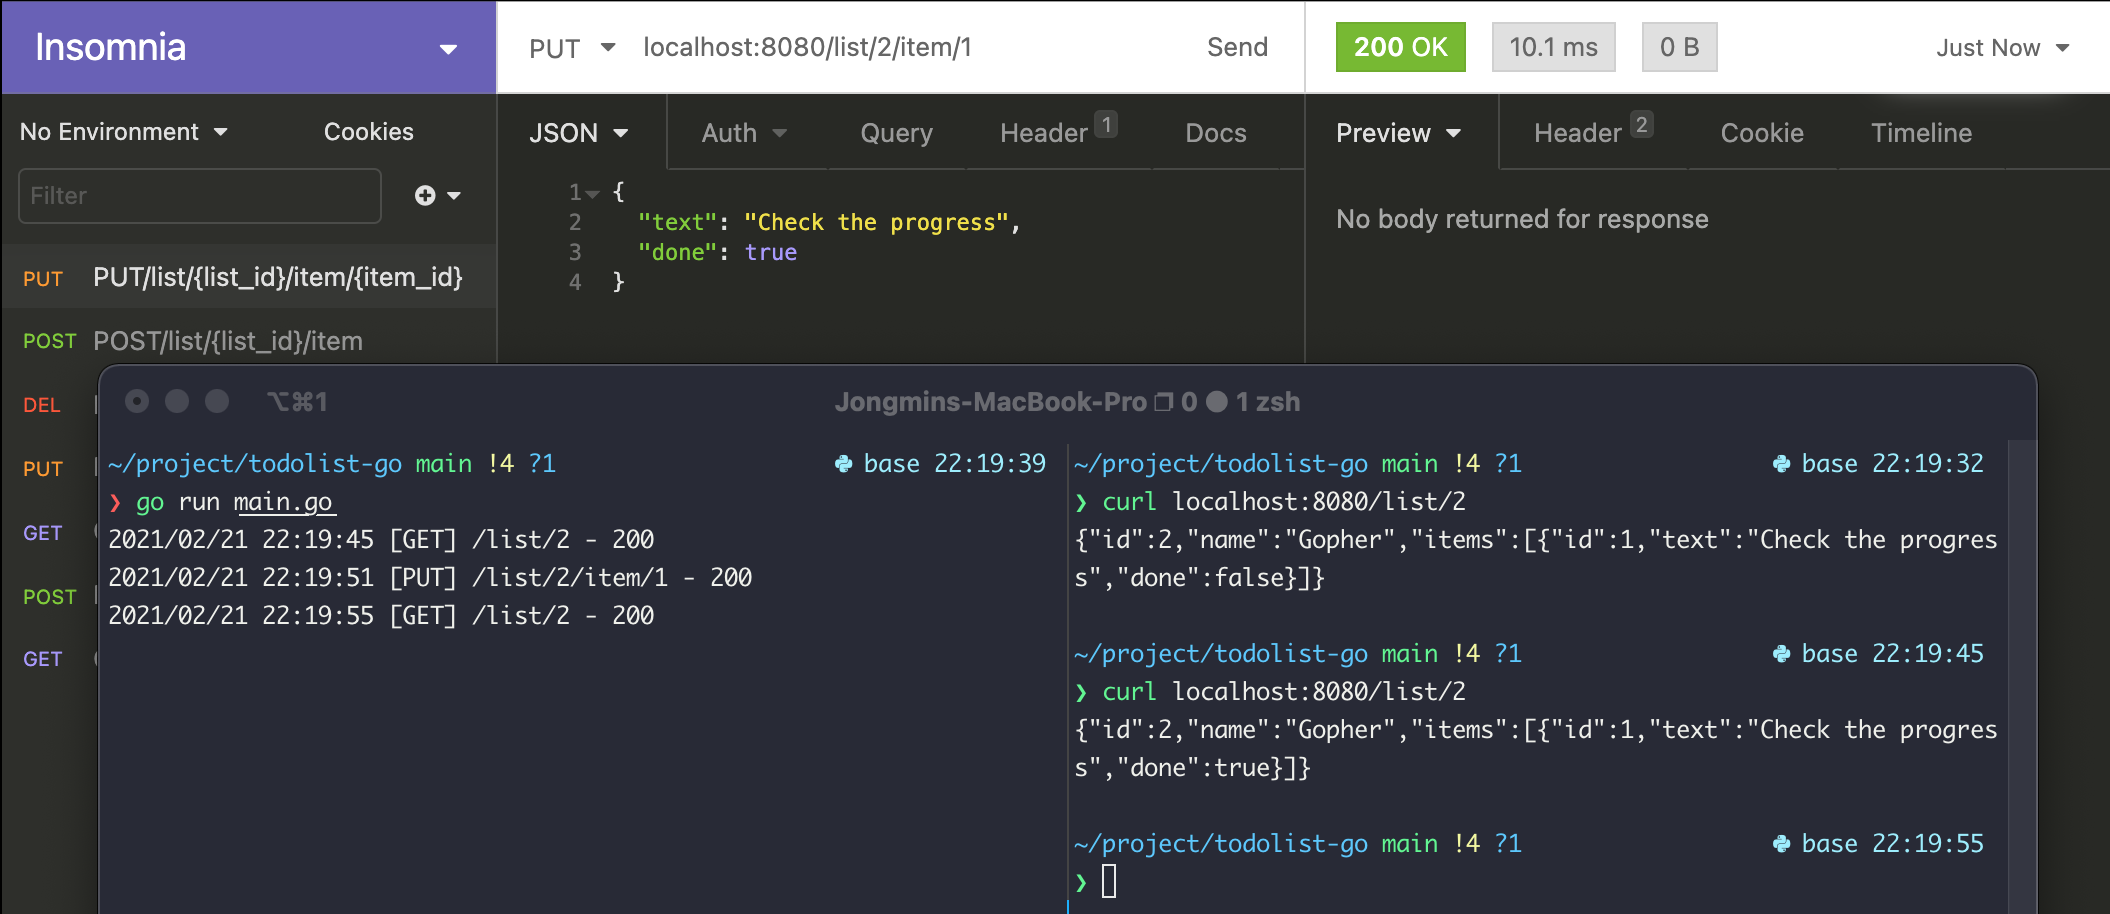 Insomnia
PUT localhost:8080/list/2/item/1 Send
200 OK 10.1 ms 0 B Just Now
No Environment Cookies
JSON Auth Query Header 1 Docs
Preview Header 2 Cookie Timeline
Filter
1 {
2 "text": "Check the progress",
3 "done": true
4 }
No body returned for response
PUT PUT/list/{list_id}/item/{item_id}
POST POST/list/{list_id}/item
DEL
PUT
GET
POST
GET
⌥⌘1 Jongmins-MacBook-Pro 0 1 zsh
~/project/todolist-go main !4 ?1 base 22:19:39
❯ go run main.go
2021/02/21 22:19:45 [GET] /list/2 - 200
2021/02/21 22:19:51 [PUT] /list/2/item/1 - 200
2021/02/21 22:19:55 [GET] /list/2 - 200
~/project/todolist-go main !4 ?1 base 22:19:32
❯ curl localhost:8080/list/2
{"id":2,"name":"Gopher","items":[{"id":1,"text":"Check the progres
s","done":false}]}
~/project/todolist-go main !4 ?1 base 22:19:45
❯ curl localhost:8080/list/2
{"id":2,"name":"Gopher","items":[{"id":1,"text":"Check the progres
s","done":true}]}
~/project/todolist-go main !4 ?1 base 22:19:55
❯